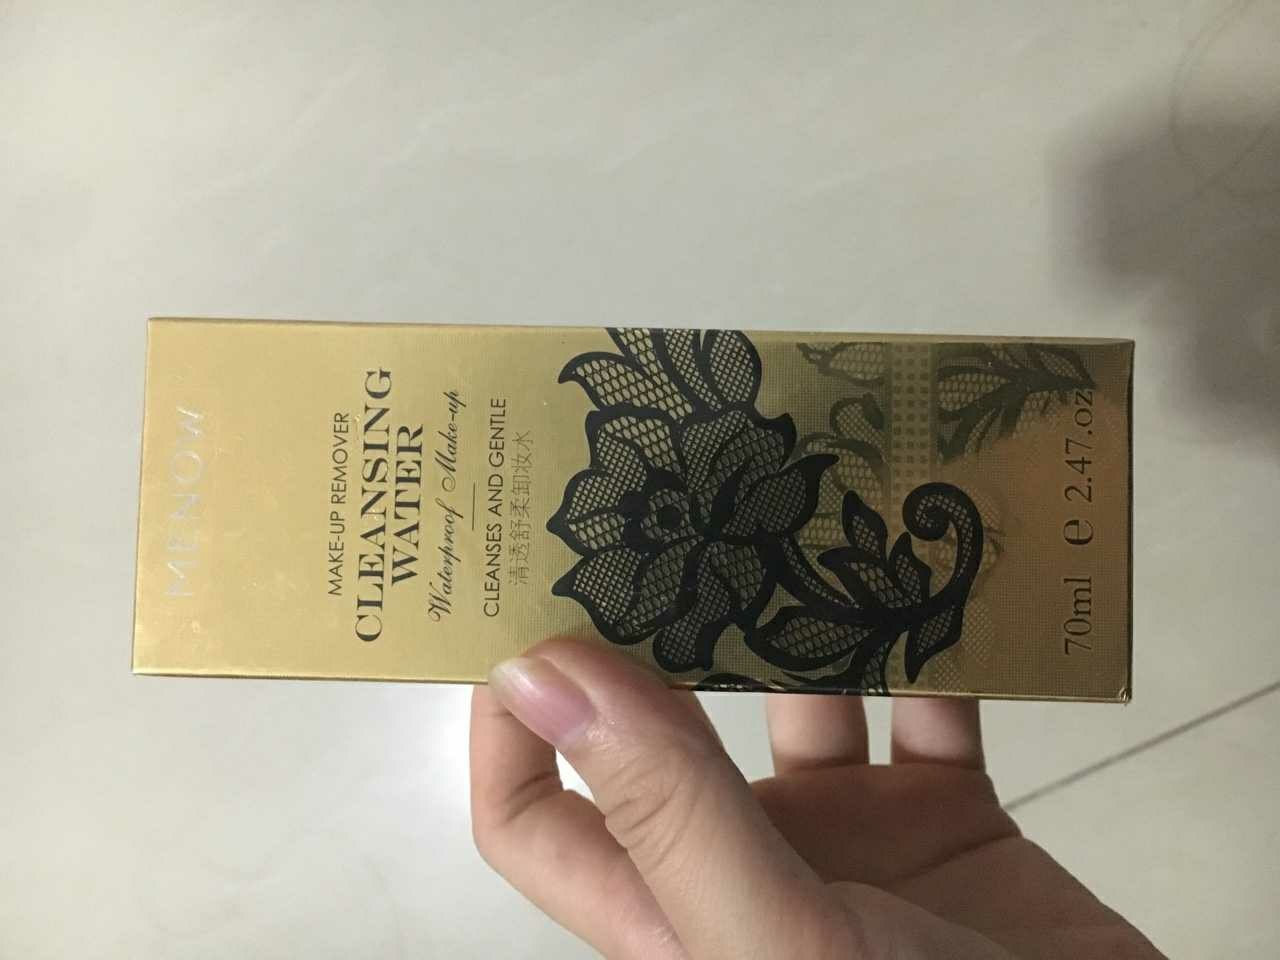 MENOW
MAKE-UP REMOVER
CLEANSING
WATER
Waterproof Make-up
CLEANSES AND GENTLE
清透舒柔卸妆水
70ml e 2.47.oz